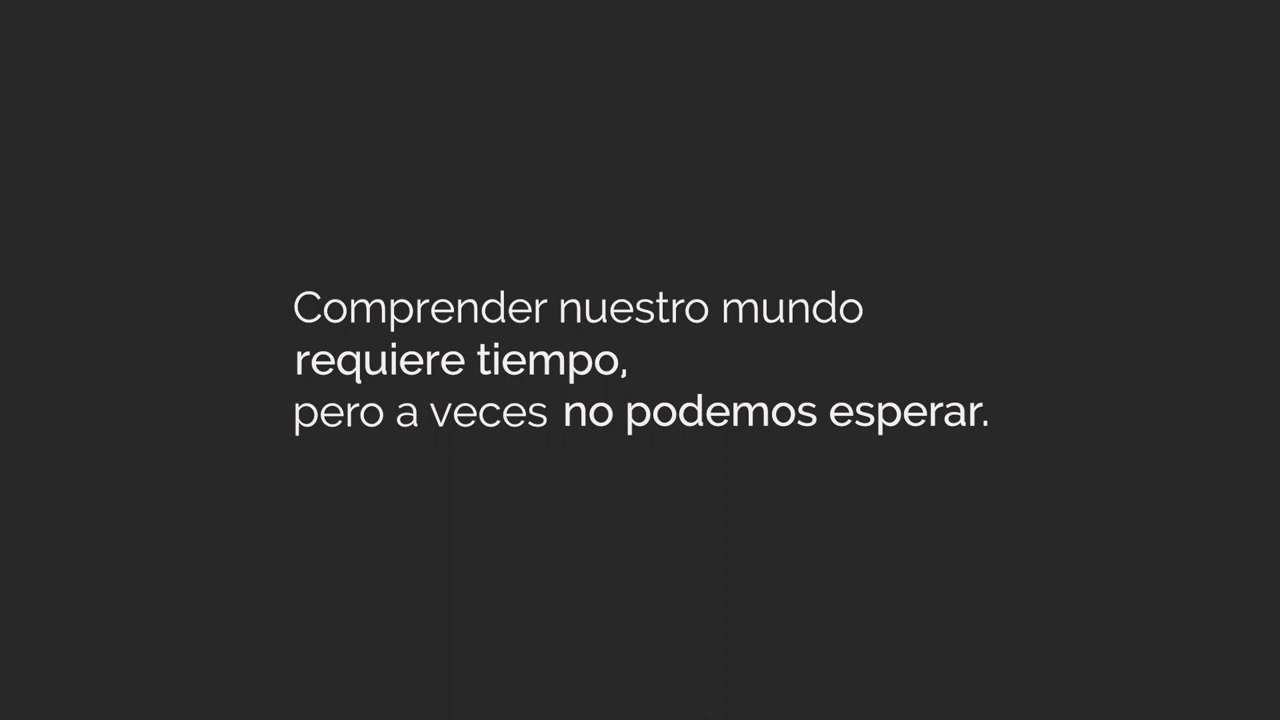 Comprender nuestro mundo
requiere tiempo,
pero a veces no podemos esperar.